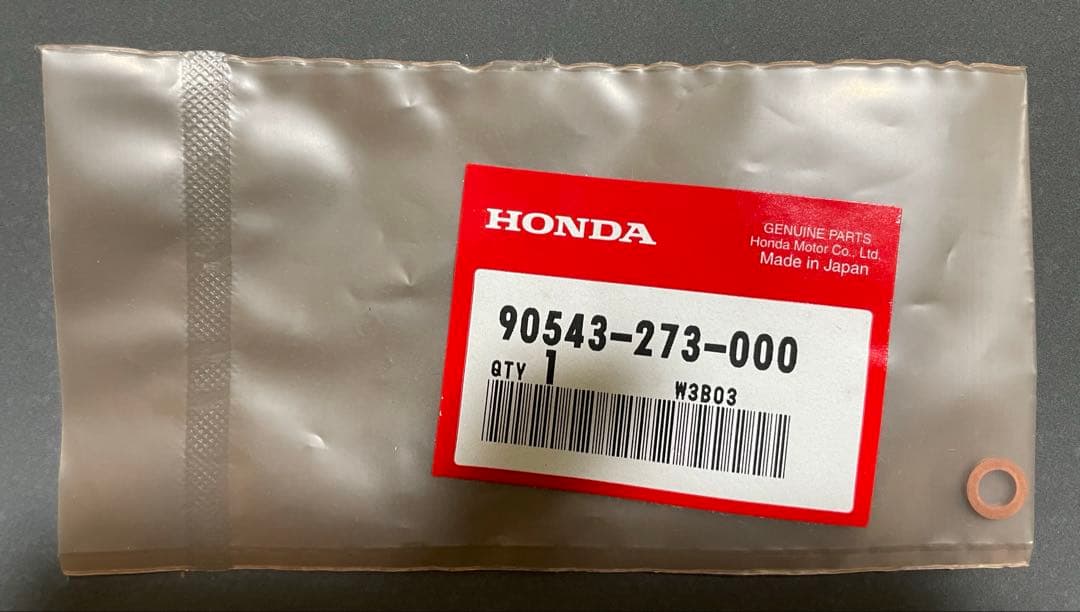 HONDA
GENUINE PARTS
Honda Motor Co., Ltd.
Made in Japan
90543-273-000
QTY 1
W3B03